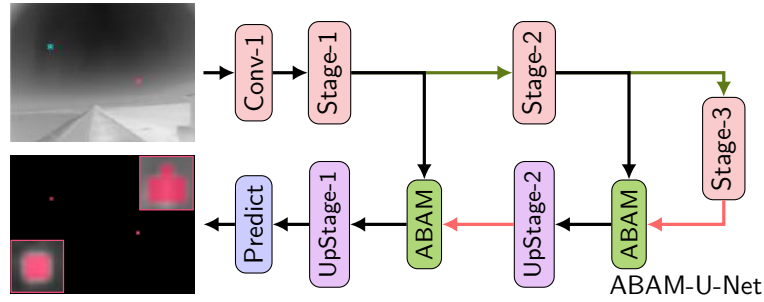 Conv-1
Stage-1
Stage-2
Stage-3
Predict
UpStage-1
ABAM
UpStage-2
ABAM
ABAM-U-Net